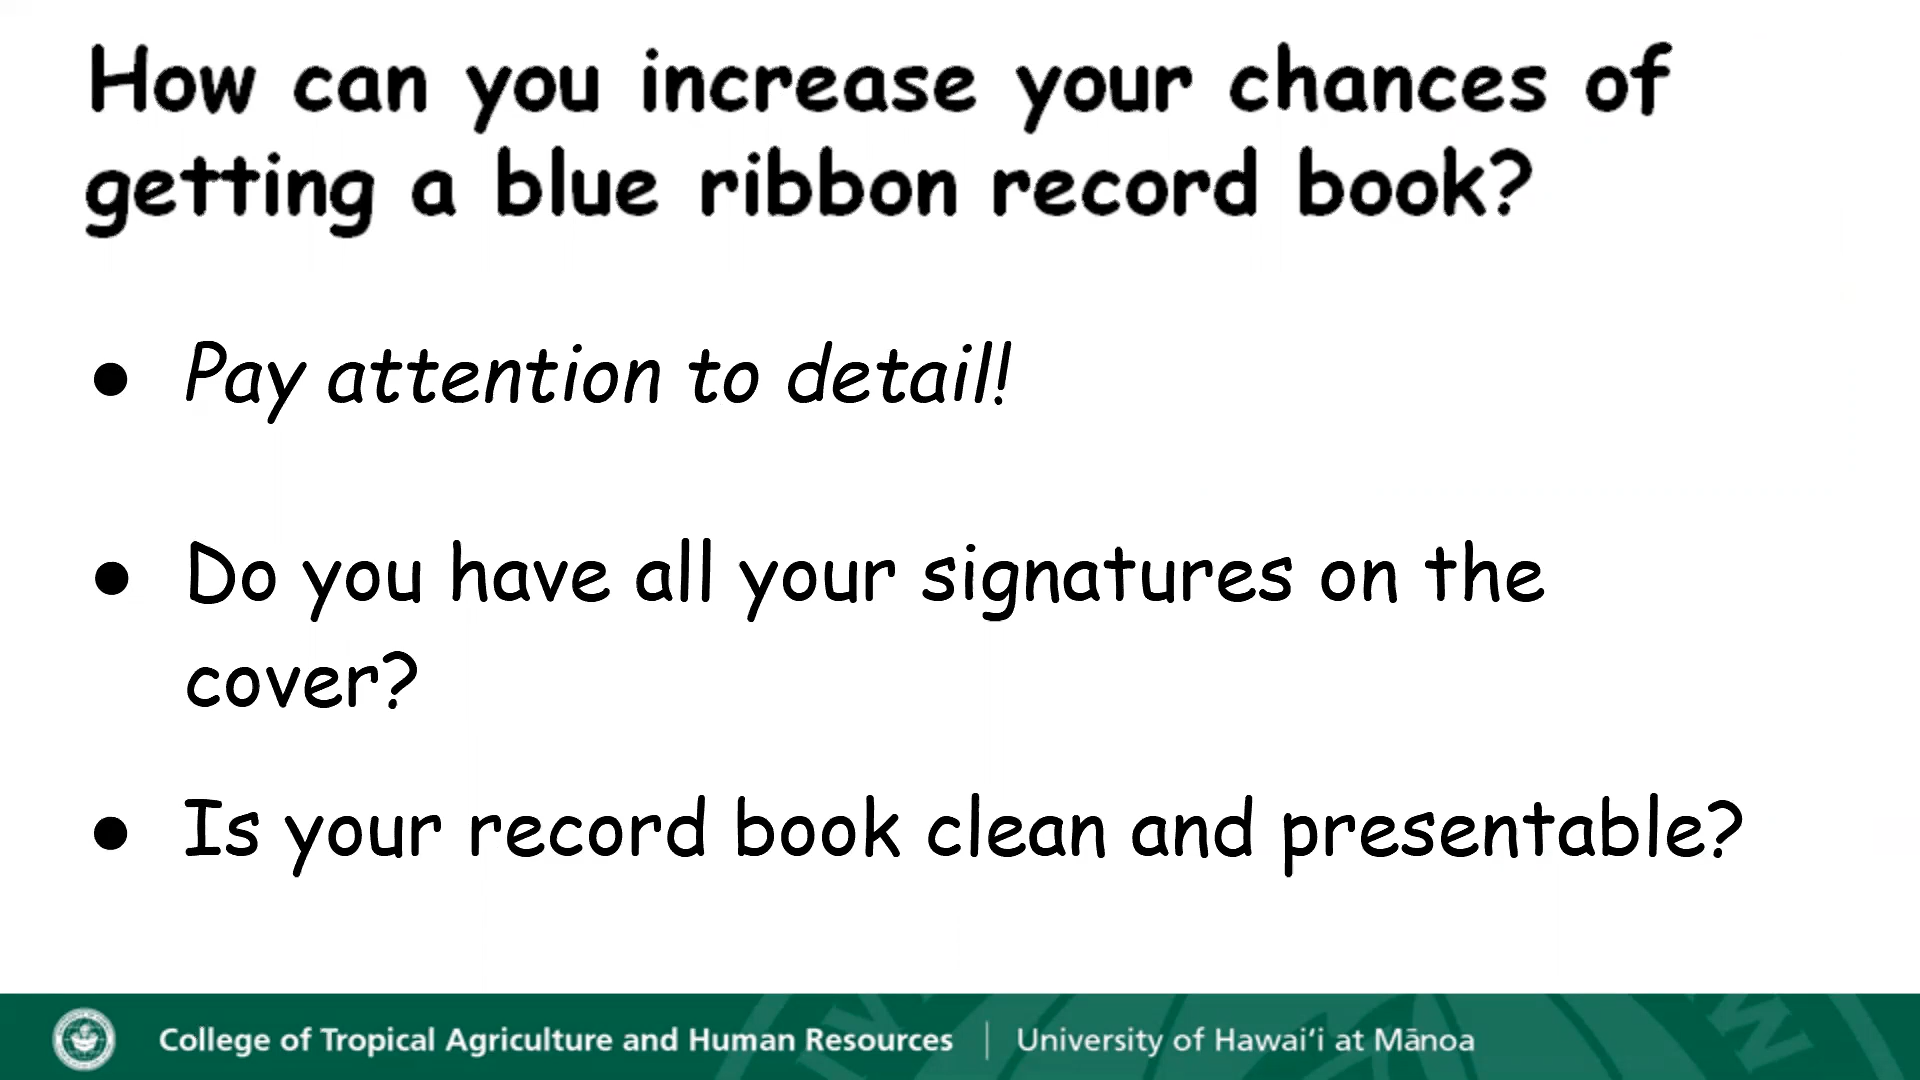 How can you increase your chances of
getting a blue ribbon record book?
● Pay attention to detail!
● Do you have all your signatures on the
cover?
● Is your record book clean and presentable?
College of Tropical Agriculture and Human Resources | University of Hawaiʻi at Mānoa